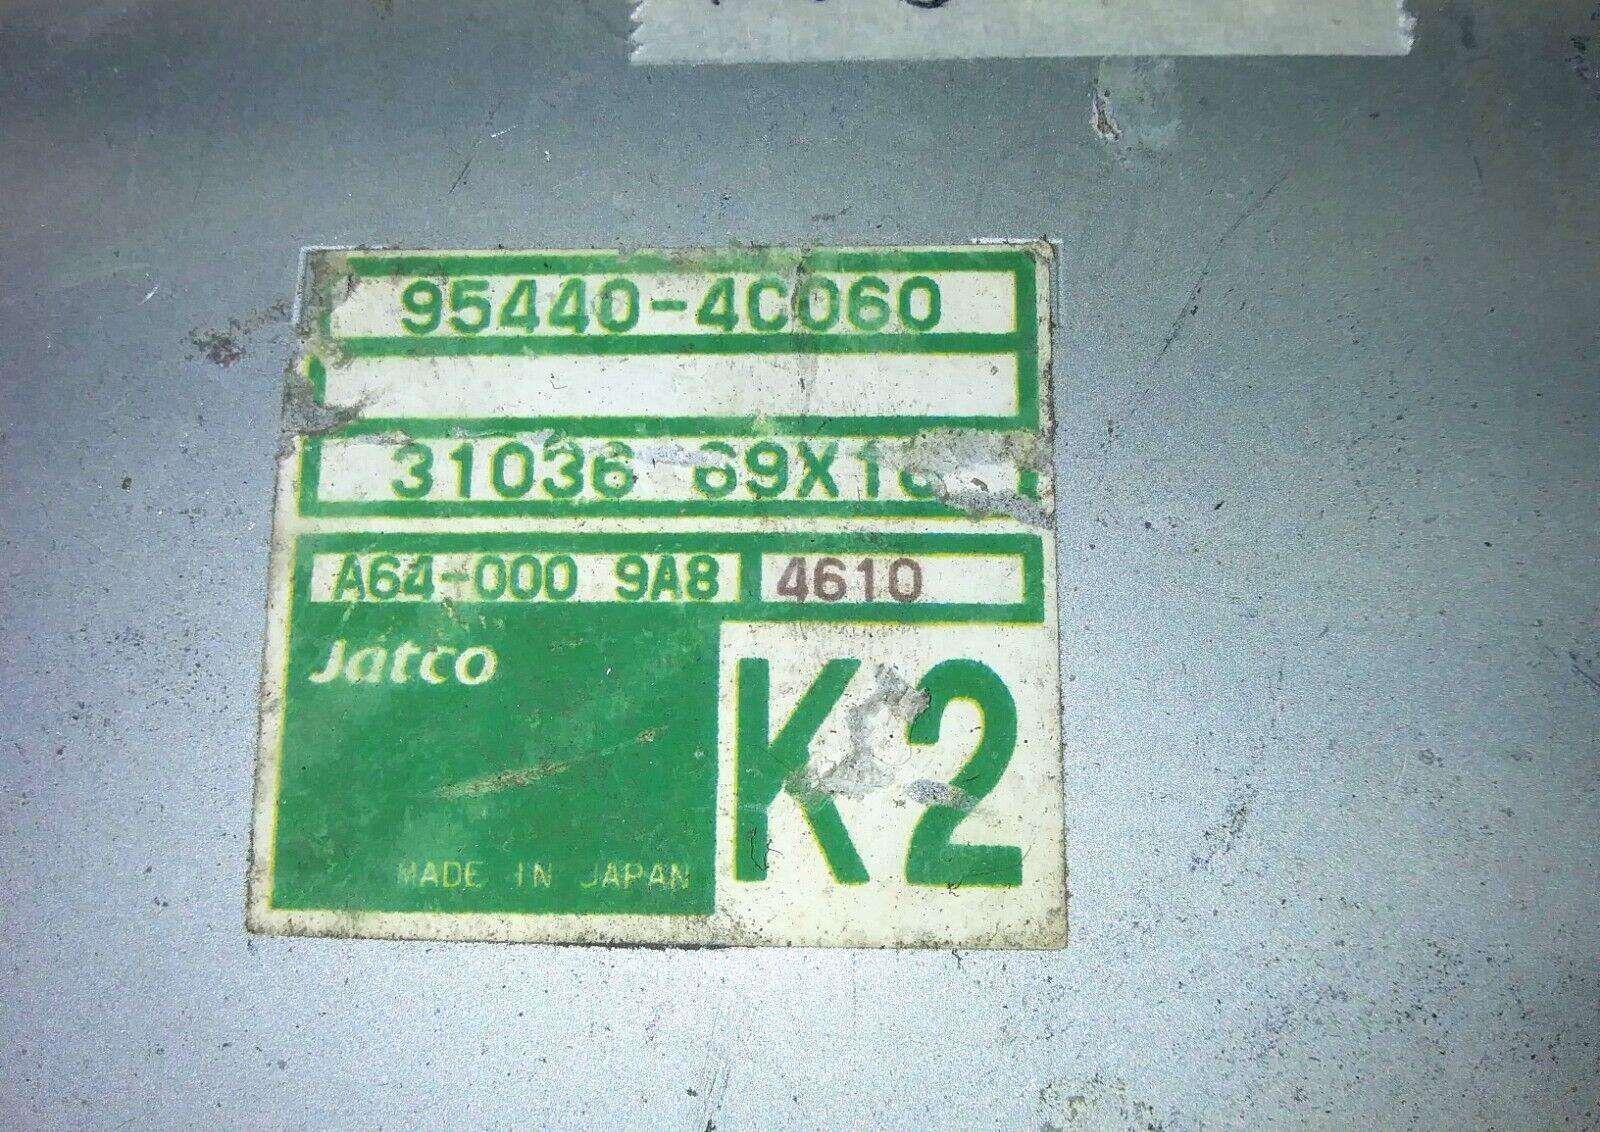 95440-4C060
31036
A64-000 9A8 4610
Jatco
K2
MADE IN JAPAN